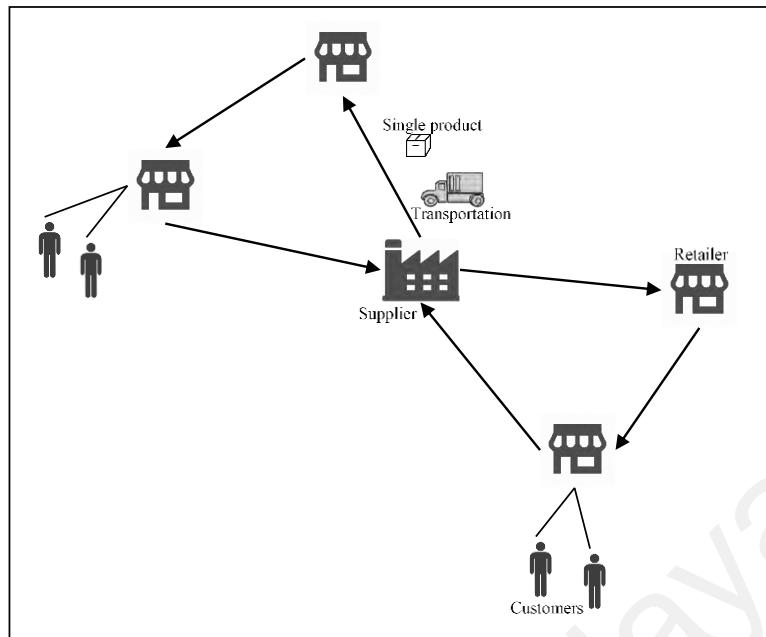 Single product
Transportation
Retailer
Supplier
Customers